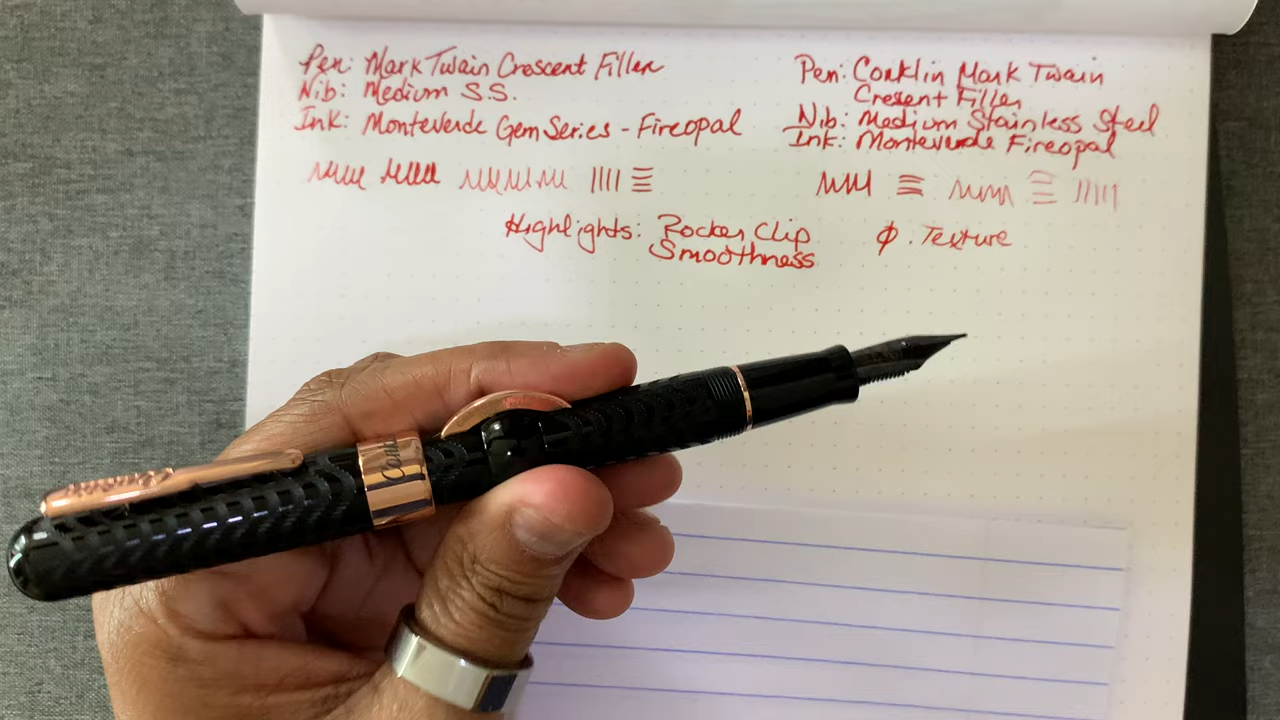 Pen: Mark Twain Crescent Filler
Nib: Medium S.S.
Ink: Monteverde Gem Series - Fireopal
Pen: Conklin Mark Twain
Cresent Filler
Nib: Medium Stainless Steel
Ink: Monteverde Fireopal
Highlights: Rocker Clip
Smoothness
φ. Texture
Conklin